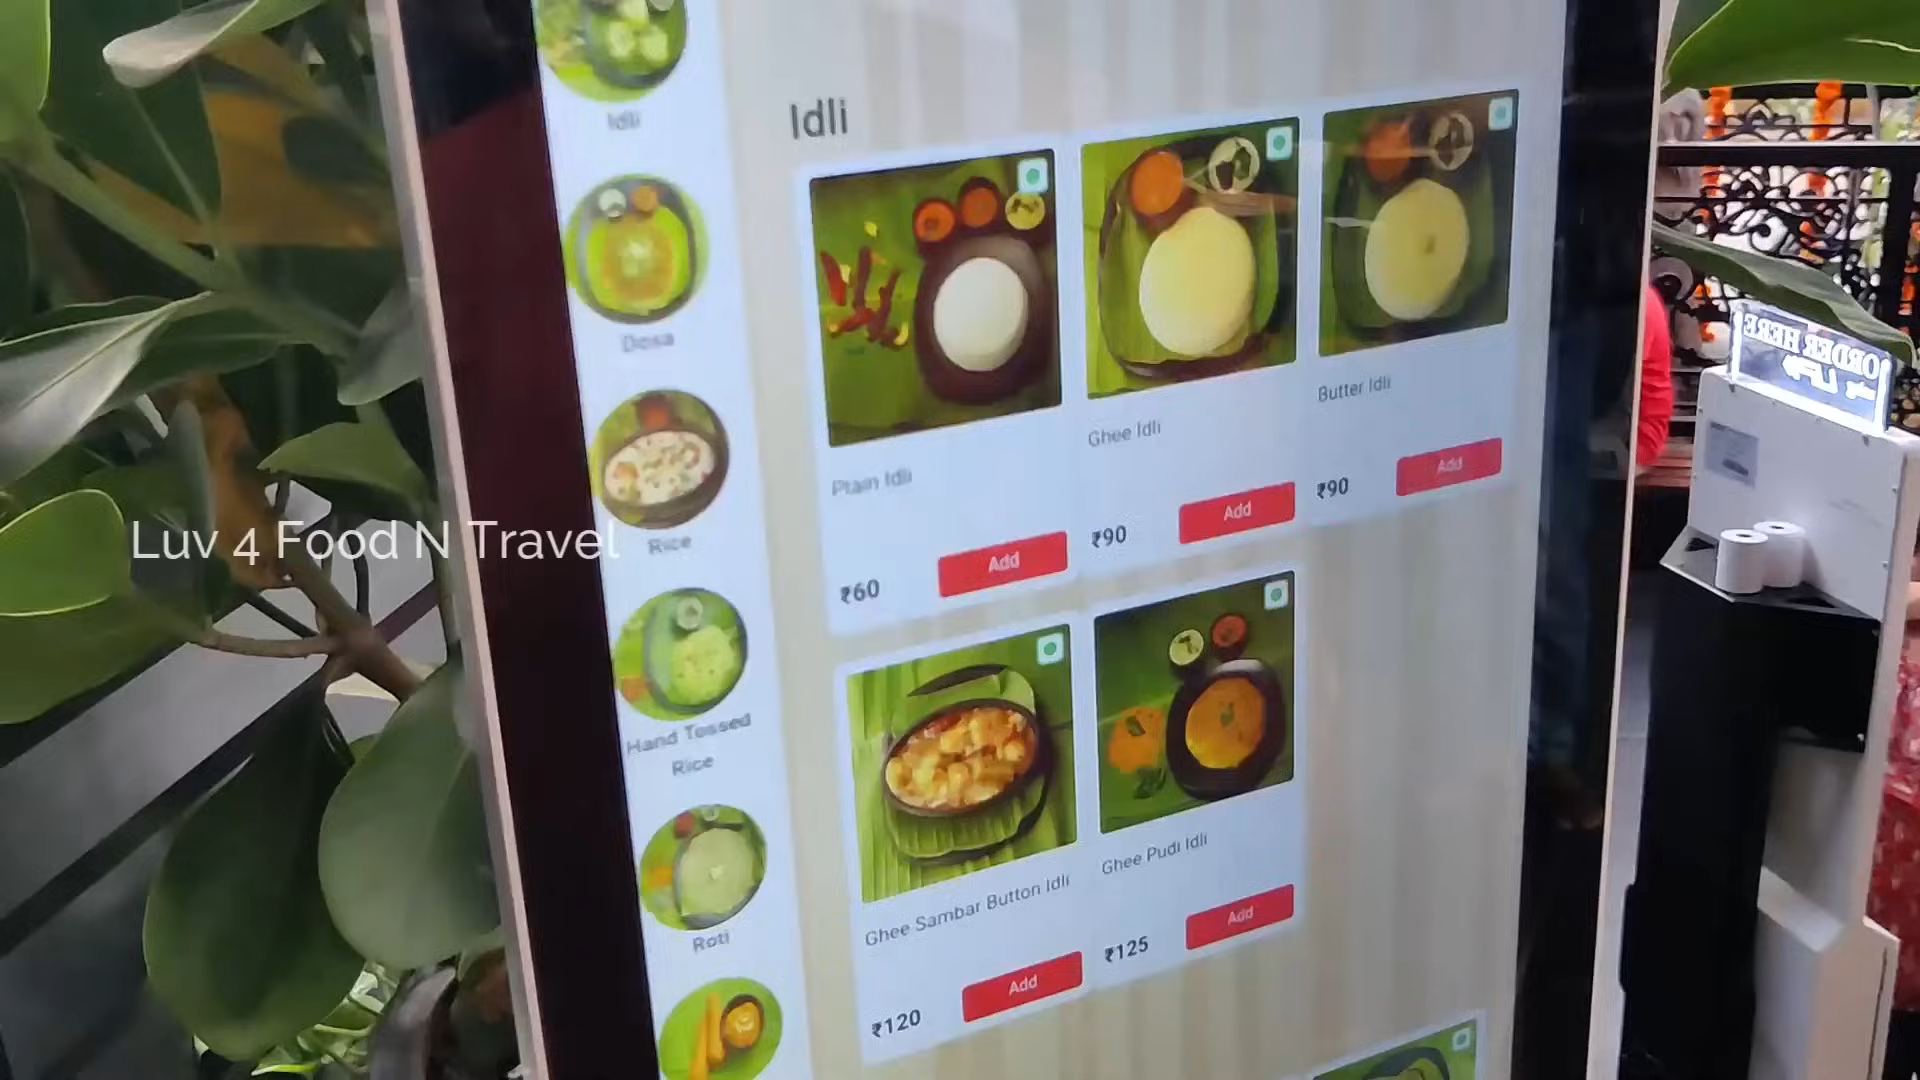 Idli
Idli
Plain Idli
₹60
Add
Ghee Idli
₹90
Add
Butter Idli
₹90
Add
Ghee Sambar Button Idli
₹120
Add
Ghee Pudi Idli
₹125
Add
Dosa
Rice
Hand Tossed
Rice
Roti
Luv 4 Food N Travel
ORDER HERE